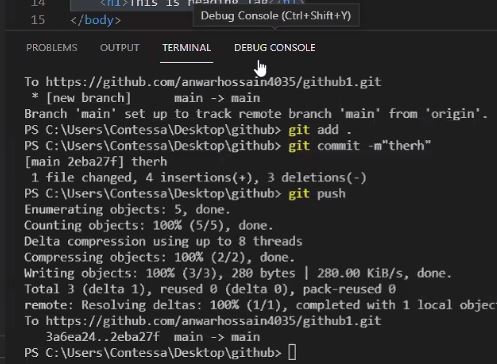 14 <h1>This is heading tag</h1>
Debug Console (Ctrl+Shift+Y)
15 </body>
PROBLEMS OUTPUT TERMINAL DEBUG CONSOLE
To https://github.com/anwarhossain4035/github1.git
* [new branch] main -> main
Branch 'main' set up to track remote branch 'main' from 'origin'.
PS C:\Users\Contessa\Desktop\github> git add .
PS C:\Users\Contessa\Desktop\github> git commit -m"therh"
[main 2eba27f] therh
1 file changed, 4 insertions(+), 3 deletions(-)
PS C:\Users\Contessa\Desktop\github> git push
Enumerating objects: 5, done.
Counting objects: 100% (5/5), done.
Delta compression using up to 8 threads
Compressing objects: 100% (2/2), done.
Writing objects: 100% (3/3), 280 bytes | 280.00 KiB/s, done.
Total 3 (delta 1), reused 0 (delta 0), pack-reused 0
remote: Resolving deltas: 100% (1/1), completed with 1 local objec
To https://github.com/anwarhossain4035/github1.git
3a6ea24..2eba27f main -> main
PS C:\Users\Contessa\Desktop\github>